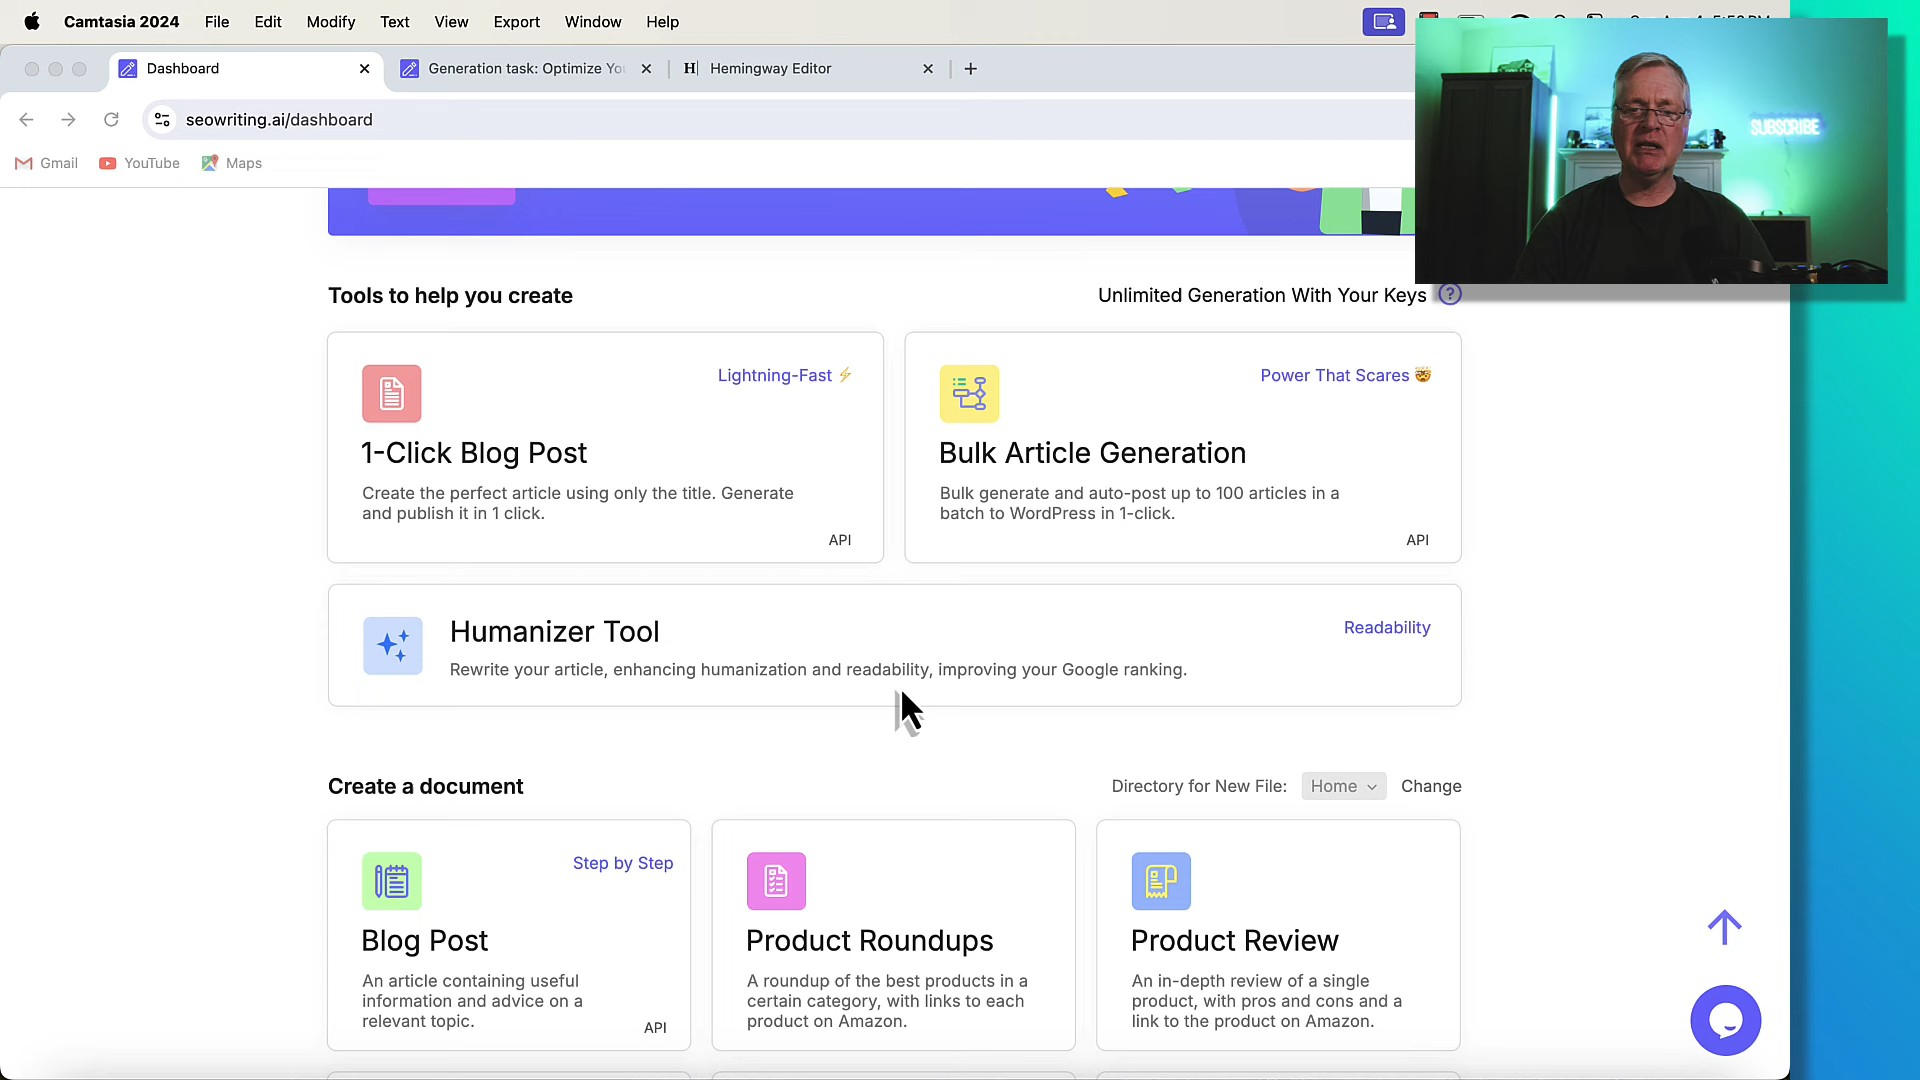 Camtasia 2024 File Edit Modify Text View Export Window Help
Dashboard Generation task: Optimize Yo Hemingway Editor
seowriting.ai/dashboard
Gmail YouTube Maps
SUBSCRIBE
Tools to help you create
Unlimited Generation With Your Keys ?
Lightning-Fast ⚡
1-Click Blog Post
Create the perfect article using only the title. Generate
and publish it in 1 click.
API
Power That Scares 🤯
Bulk Article Generation
Bulk generate and auto-post up to 100 articles in a
batch to WordPress in 1-click.
API
Humanizer Tool
Readability
Rewrite your article, enhancing humanization and readability, improving your Google ranking.
Create a document
Directory for New File: Home Change
Step by Step
Blog Post
An article containing useful
information and advice on a
relevant topic.
API
Product Roundups
A roundup of the best products in a
certain category, with links to each
product on Amazon.
Product Review
An in-depth review of a single
product, with pros and cons and a
link to the product on Amazon.